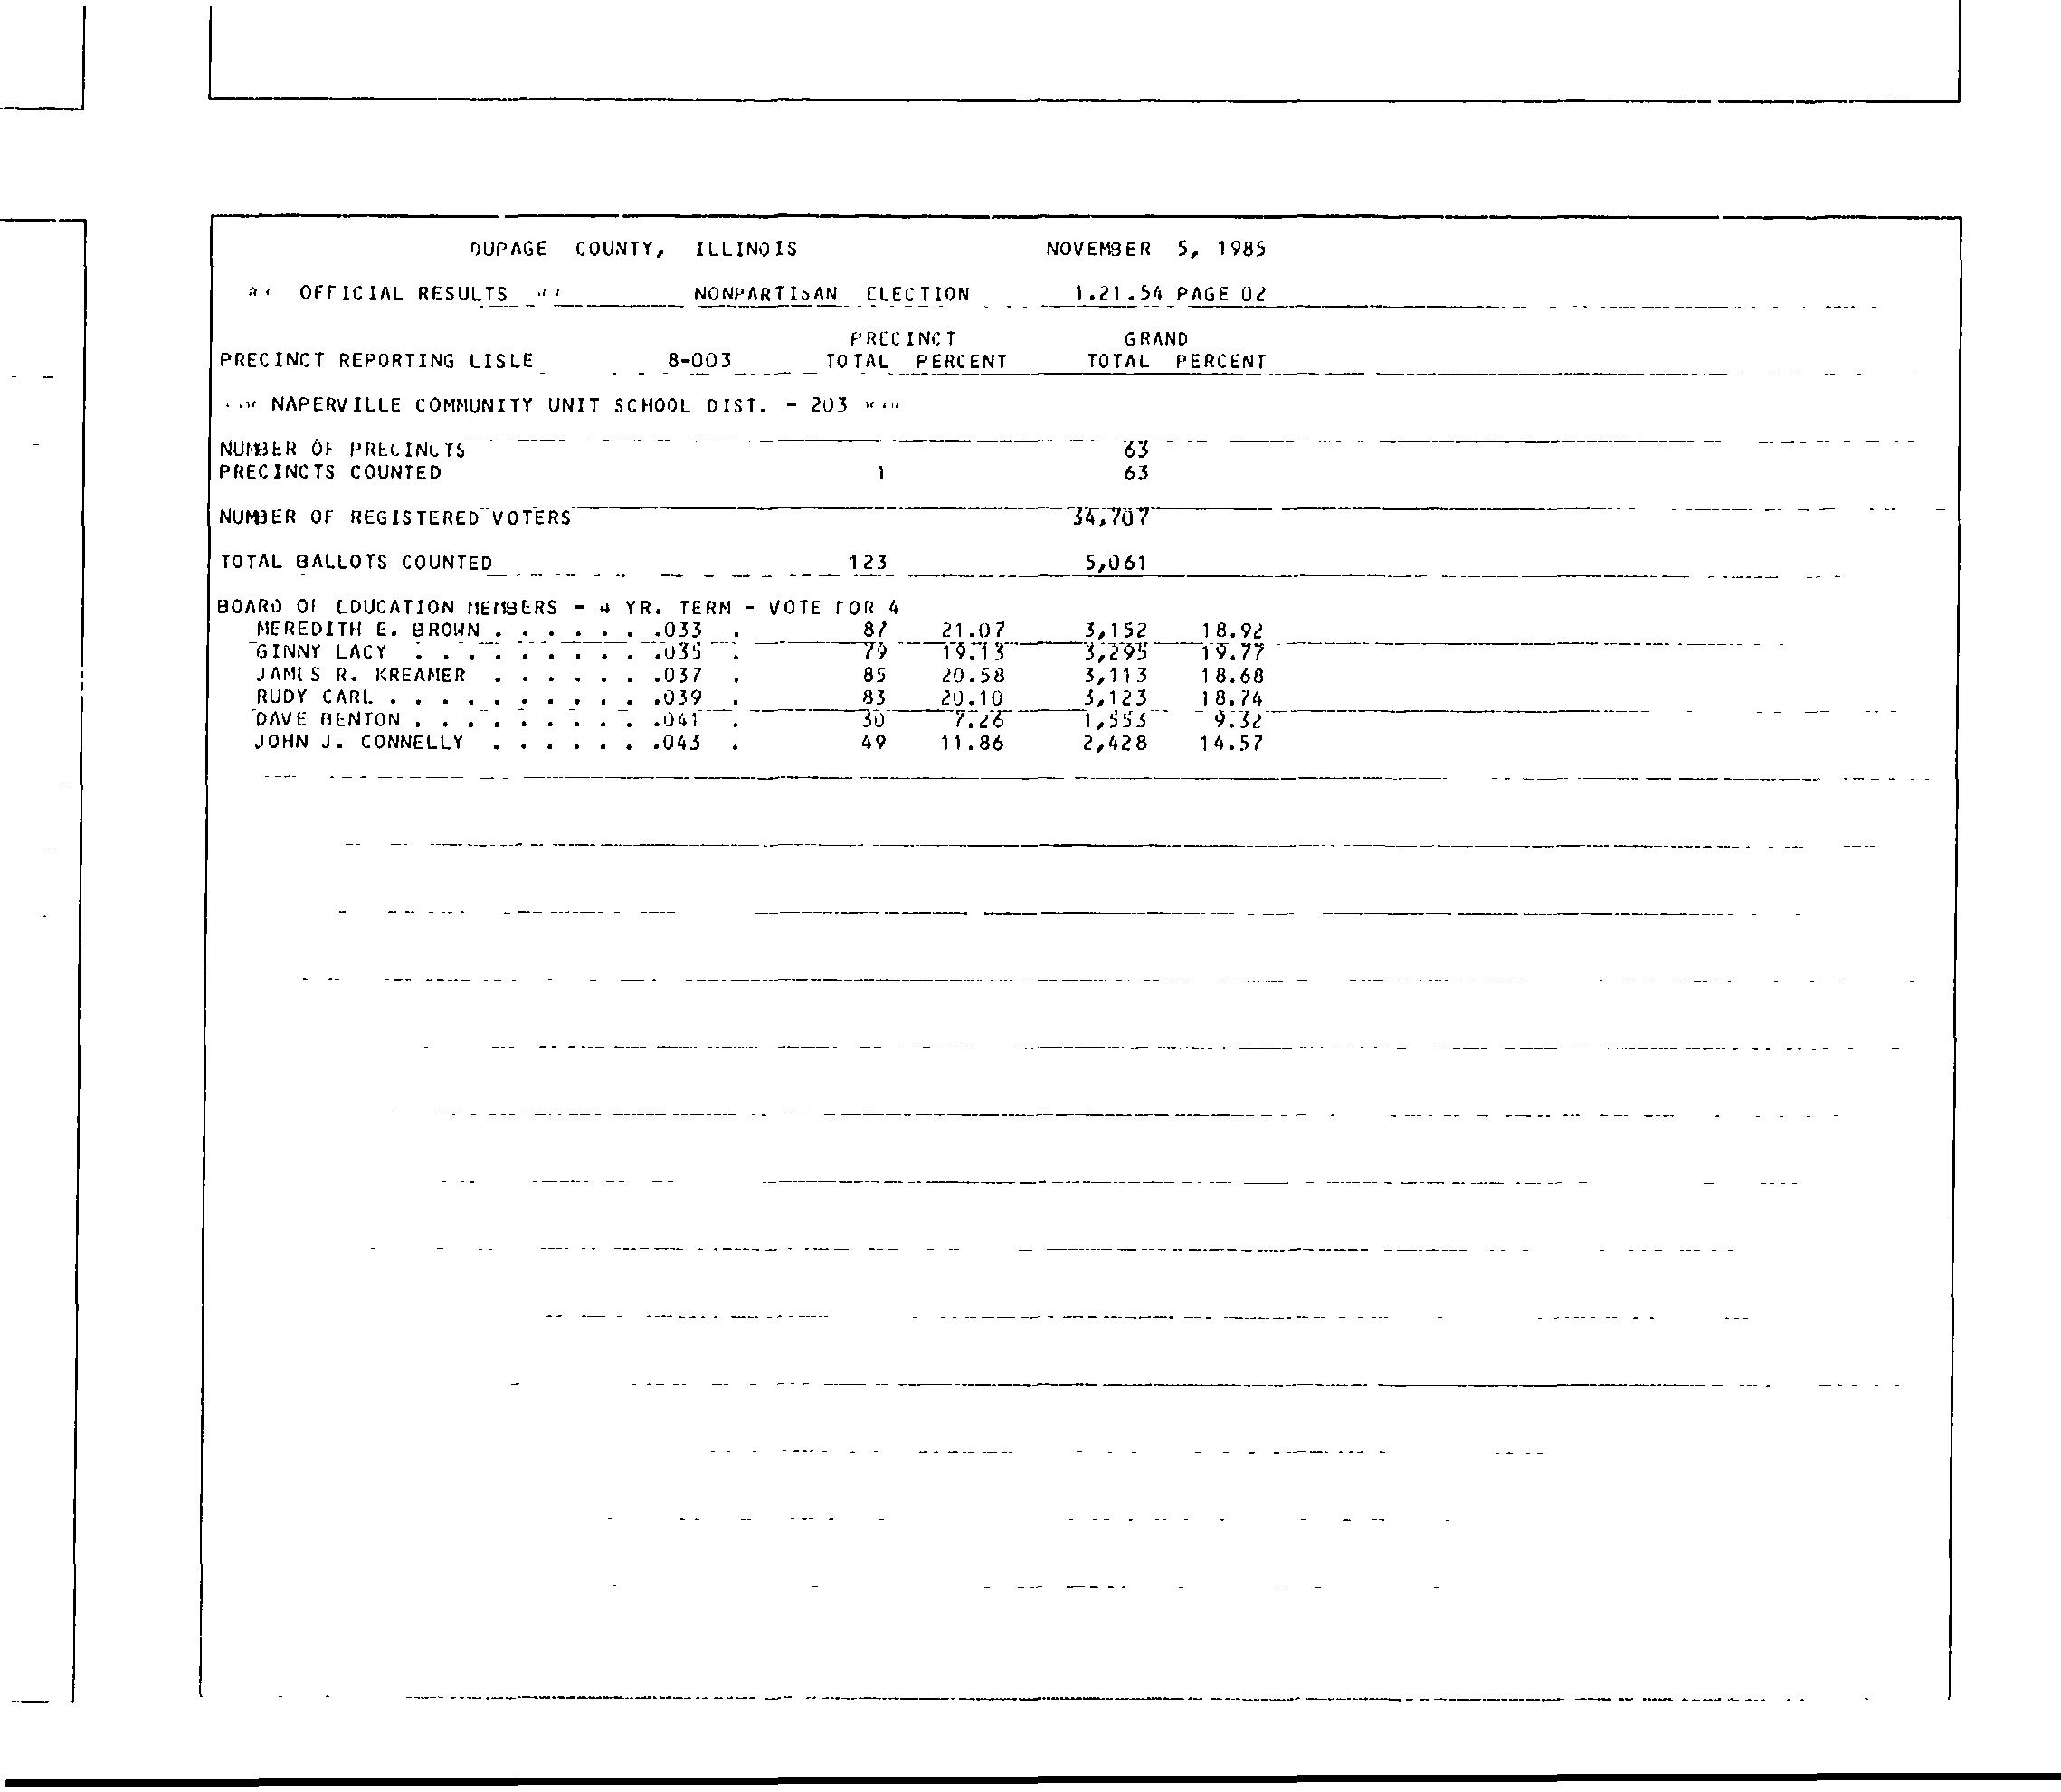 DUPAGE COUNTY, ILLINOIS NOVEMBER 5, 1985
OFFICIAL RESULTS NONPARTISAN ELECTION 1.21.54 PAGE 02
PRECINCT GRAND
PRECINCT REPORTING LISLE 8-003 TOTAL PERCENT TOTAL PERCENT
NAPERVILLE COMMUNITY UNIT SCHOOL DIST. - 203
NUMBER OF PRECINCTS 63
PRECINCTS COUNTED 1 63
NUMBER OF REGISTERED VOTERS 34,707
TOTAL BALLOTS COUNTED 123 5,061
BOARD OF EDUCATION MEMBERS - 4 YR. TERM - VOTE FOR 4
MEREDITH E. BROWN . . . . . . .033 . 87 21.07 3,152 18.92
GINNY LACY . . . . . . . . . .035 . 79 19.13 3,295 19.77
JAMES R. KREAMER . . . . . . .037 . 85 20.58 3,113 18.68
RUDY CARL . . . . . . . . . . .039 . 83 20.10 3,123 18.74
DAVE BENTON . . . . . . . . . .041 . 30 7.26 1,553 9.32
JOHN J. CONNELLY . . . . . . .043 . 49 11.86 2,428 14.57